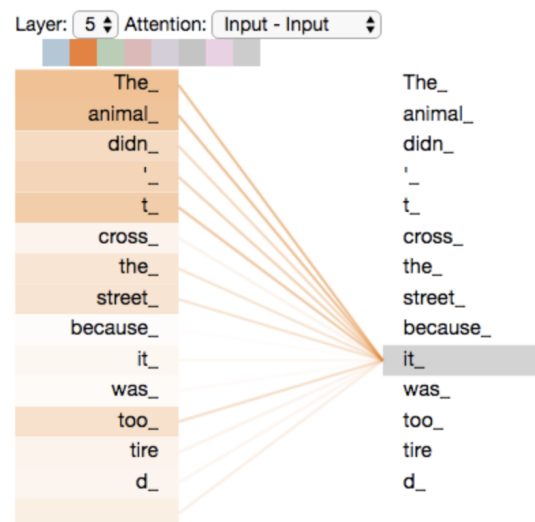 Layer: 5 Attention: Input - Input
The_ The_
animal_ animal_
didn_ didn_
'_ '_
t_ t_
cross_ cross_
the_ the_
street_ street_
because_ because_
it_ it_
was_ was_
too_ too_
tire tire
d_ d_